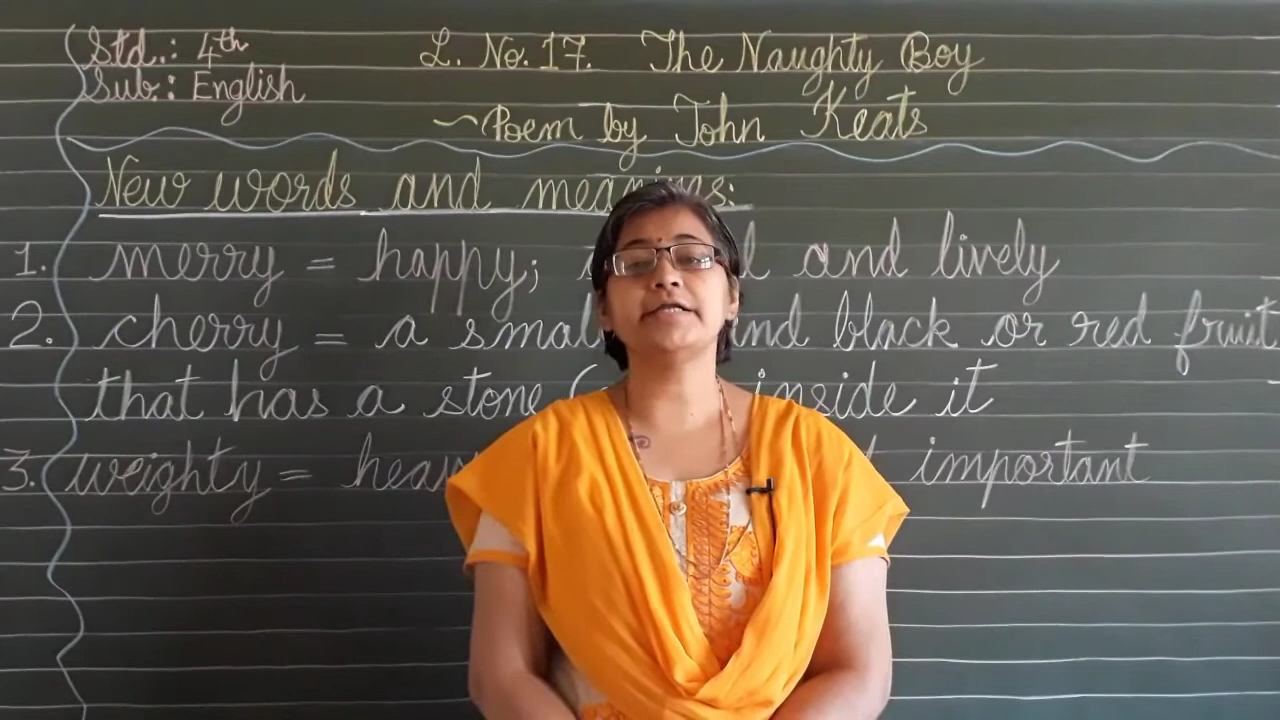 Std.: 4th
Sub.: English
L. No. 17. The Naughty Boy
~Poem by John Keats
New words and meanings:
1. merry = happy; and lively
2. cherry = a small black or red fruit
that has a stone inside it
3. weighty = important